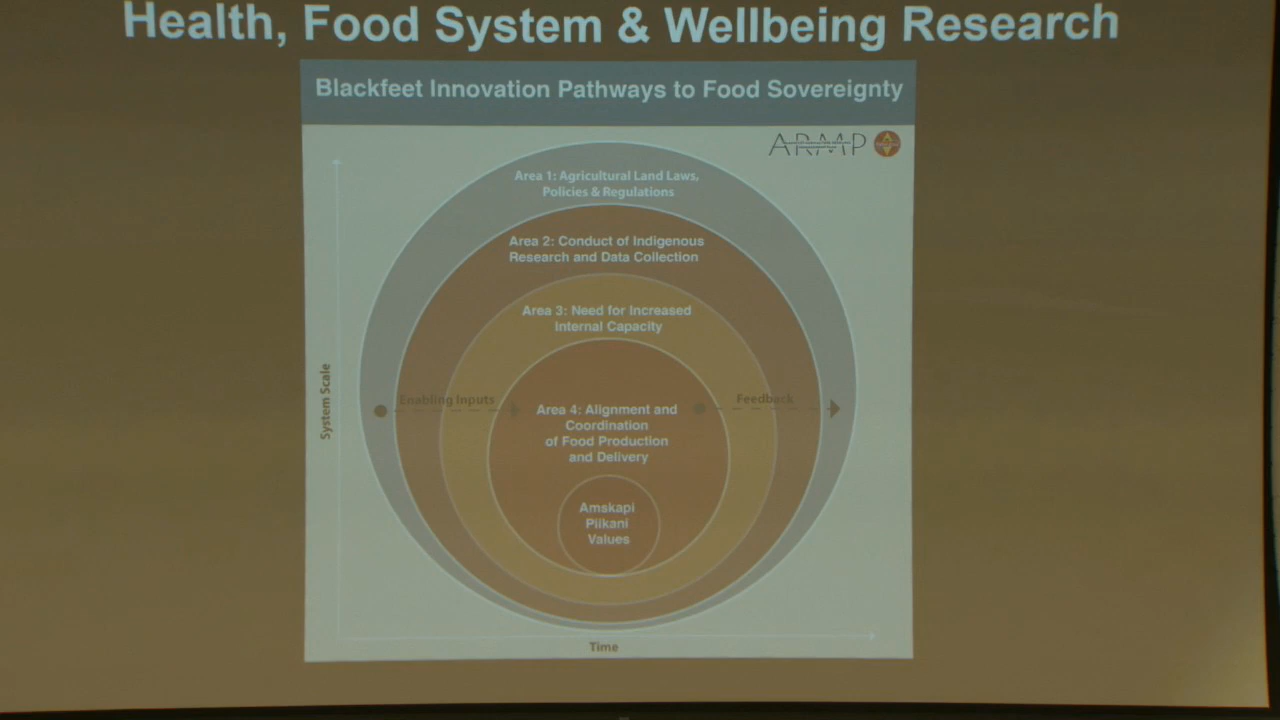 Health, Food System & Wellbeing Research
Blackfeet Innovation Pathways to Food Sovereignty
ARMP
Area 1: Agricultural Land Laws,
Policies & Regulations
Area 2: Conduct of Indigenous
Research and Data Collection
Area 3: Need for Increased
Internal Capacity
System Scale
Enabling Inputs
Feedback
Area 4: Alignment and
Coordination
of Food Production
and Delivery
Amskapi
Piikani
Values
Time